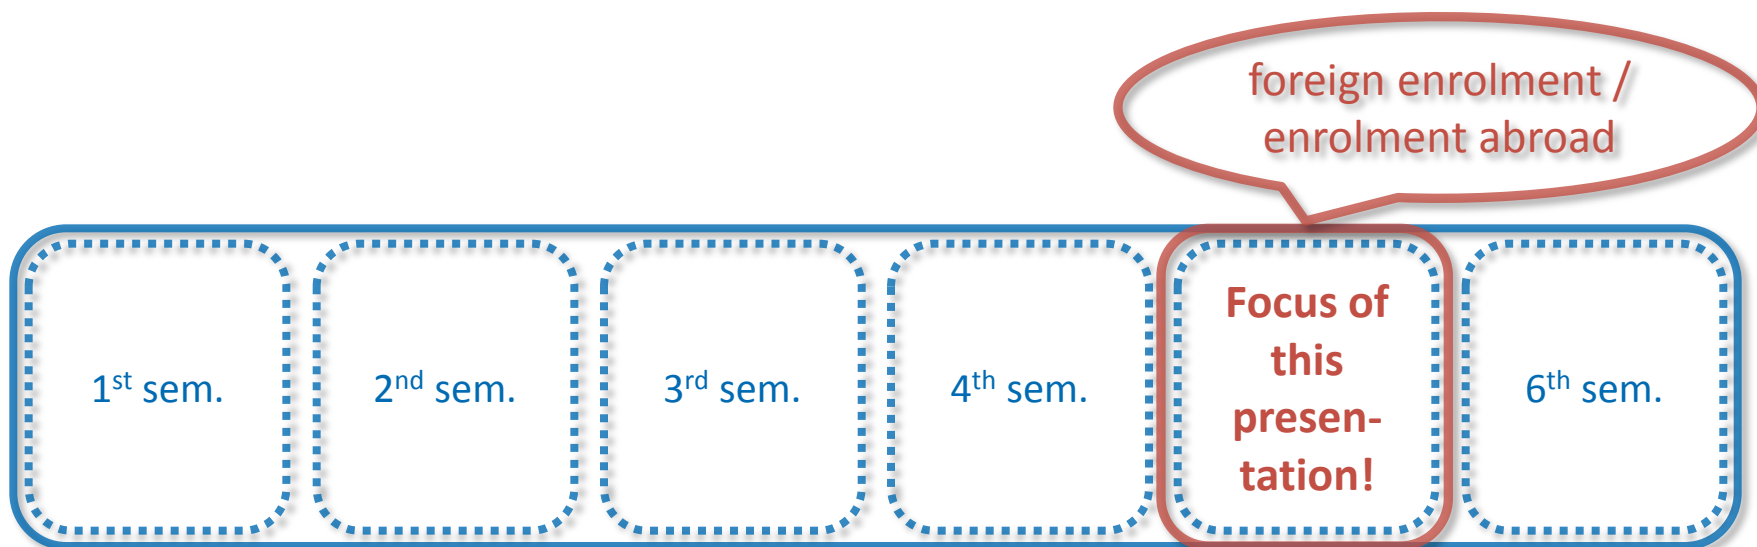 foreign enrolment /
enrolment abroad
1st sem.
2nd sem.
3rd sem.
4th sem.
Focus of
this
presen-
tation!
6th sem.